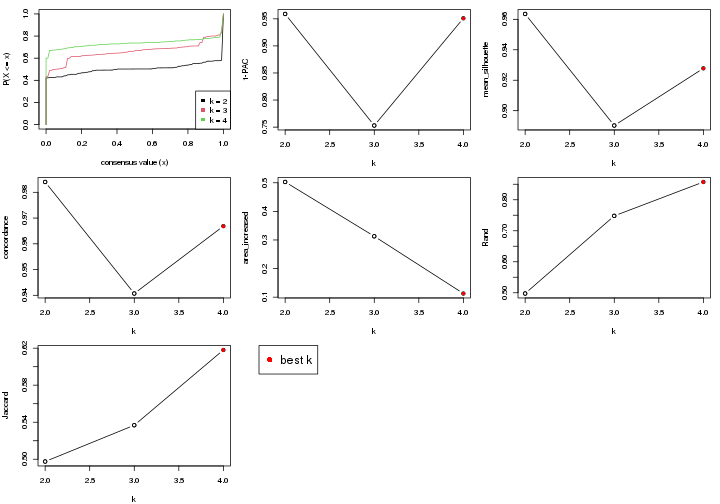 P(X <= x)
0.0 0.2 0.4 0.6 0.8 1.0
k = 2
k = 3
k = 4
0.0 0.2 0.4 0.6 0.8 1.0
consensus value (x)
1-PAC
0.75 0.80 0.85 0.90 0.95
2.0 2.5 3.0 3.5 4.0
k
mean_silhouette
0.90 0.92 0.94 0.96
2.0 2.5 3.0 3.5 4.0
k
concordance
0.94 0.95 0.96 0.97 0.98
2.0 2.5 3.0 3.5 4.0
k
area_increased
0.1 0.2 0.3 0.4 0.5
2.0 2.5 3.0 3.5 4.0
k
Rand
0.50 0.60 0.70 0.80
2.0 2.5 3.0 3.5 4.0
k
Jaccard
0.50 0.54 0.58 0.62
2.0 2.5 3.0 3.5 4.0
k
best k